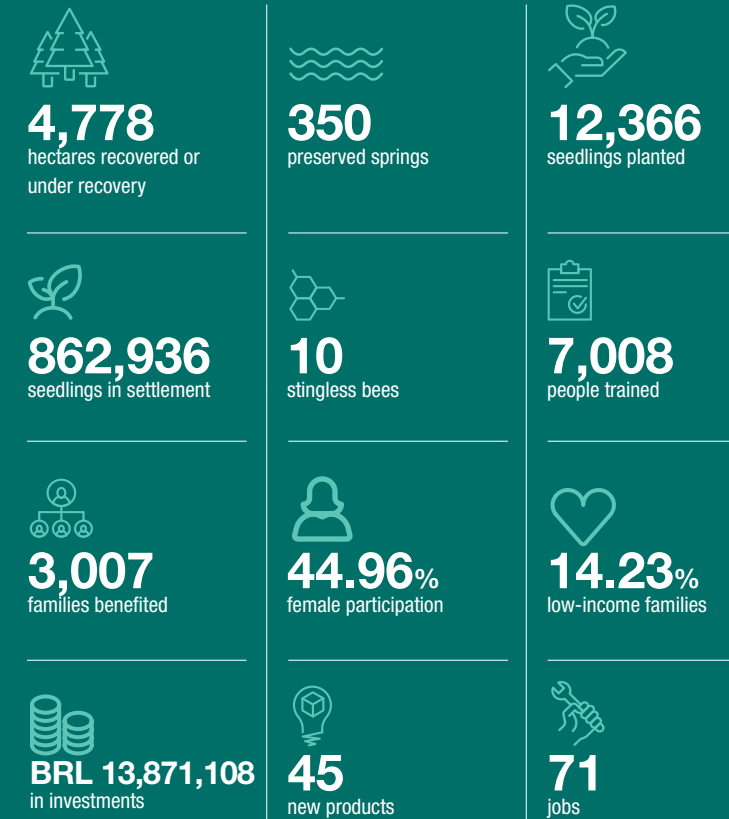 4,778
hectares recovered or
under recovery
350
preserved springs
12,366
seedlings planted
862,936
seedlings in settlement
10
stingless bees
7,008
people trained
3,007
families benefited
44.96%
female participation
14.23%
low-income families
BRL 13,871,108
in investments
45
new products
71
jobs